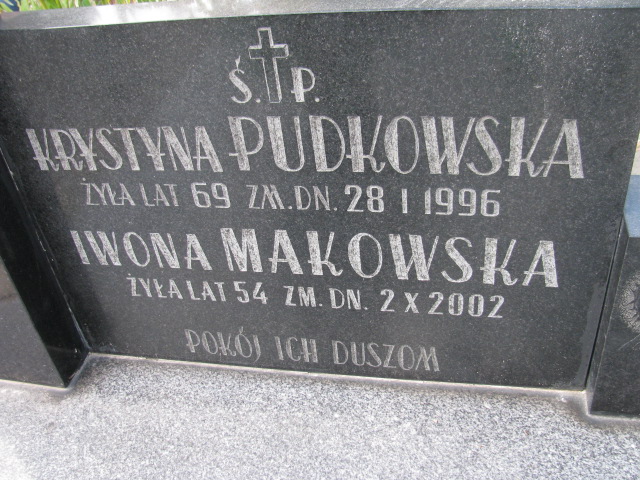 Ś. P.
KRYSTYNA PUDKOWSKA
ŻYŁA LAT 69 ZM. DN. 28 I 1996
IWONA MAKOWSKA
ŻYŁA LAT 54 ZM. DN. 2 X 2002
POKÓJ ICH DUSZOM